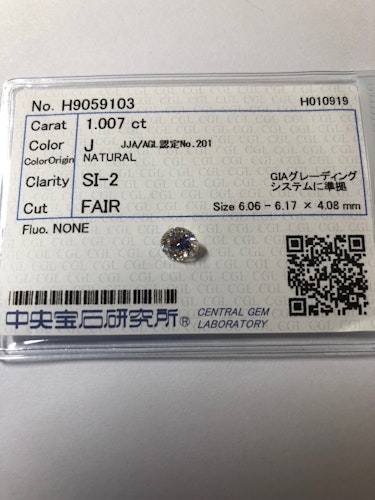 No. H9059103 H010919
Carat 1.007 ct
Color J JJA/AGL認定No.201
ColorOrigin NATURAL
Clarity SI-2 GIAグレーディング
システムに準拠
Cut FAIR Size 6.06 - 6.17 × 4.08 mm
Fluo. NONE
中央宝石研究所® CENTRAL GEM
LABORATORY